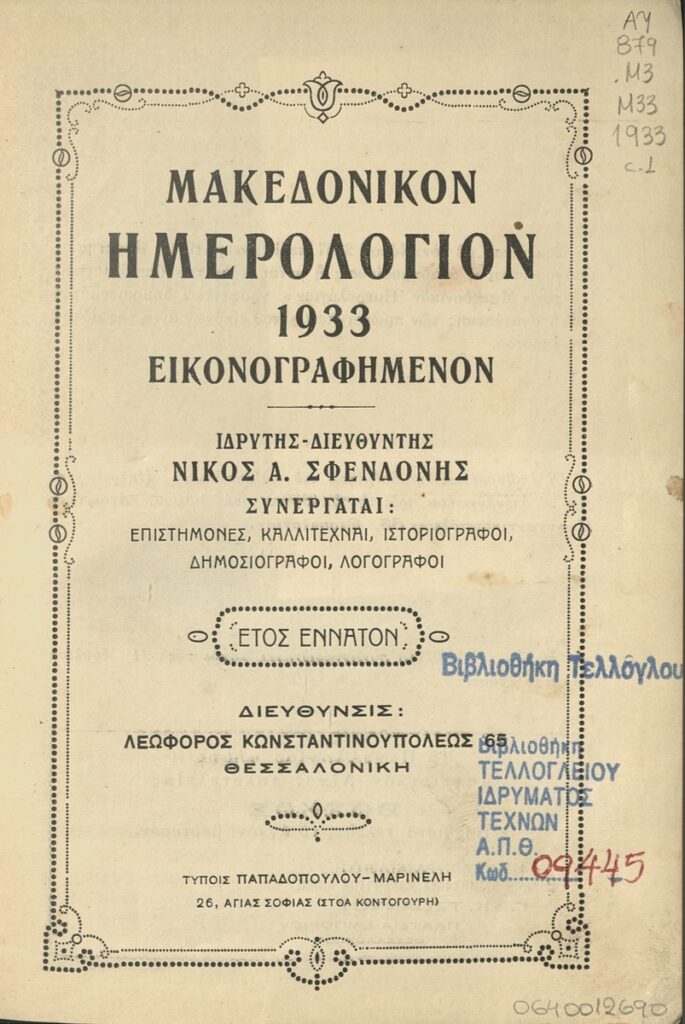 ΑΥ
879
.Μ3
Μ33
1933
c.1
ΜΑΚΕΔΟΝΙΚΟΝ
ΗΜΕΡΟΛΟΓΙΟΝ
1933
ΕΙΚΟΝΟΓΡΑΦΗΜΕΝΟΝ
ΙΔΡΥΤΗΣ-ΔΙΕΥΘΥΝΤΗΣ
ΝΙΚΟΣ Α. ΣΦΕΝΔΟΝΗΣ
ΣΥΝΕΡΓΑΤΑΙ:
ΕΠΙΣΤΗΜΟΝΕΣ, ΚΑΛΛΙΤΕΧΝΑΙ, ΙΣΤΟΡΙΟΓΡΑΦΟΙ,
ΔΗΜΟΣΙΟΓΡΑΦΟΙ, ΛΟΓΟΓΡΑΦΟΙ
ΕΤΟΣ ΕΝΝΑΤΟΝ
Βιβλιοθήκη Τελλόγλου
ΔΙΕΥΘΥΝΣΙΣ:
ΛΕΩΦΟΡΟΣ ΚΩΝΣΤΑΝΤΙΝΟΥΠΟΛΕΩΣ 65
ΘΕΣΣΑΛΟΝΙΚΗ
Βιβλιοθήκη
ΤΕΛΛΟΓΛΕΙΟΥ
ΙΔΡΥΜΑΤΟΣ
ΤΕΧΝΩΝ
Α.Π.Θ.
Κωδ. 09445
ΤΥΠΟΙΣ ΠΑΠΑΔΟΠΟΥΛΟΥ-ΜΑΡΙΝΕΛΗ
26, ΑΓΙΑΣ ΣΟΦΙΑΣ (ΣΤΟΑ ΚΟΝΤΟΓΟΥΡΗ)
0640012690